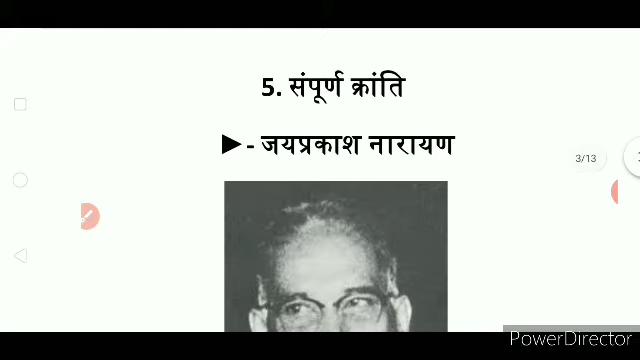 5. संपूर्ण क्रांति
►- जयप्रकाश नारायण
3/13
PowerDirector